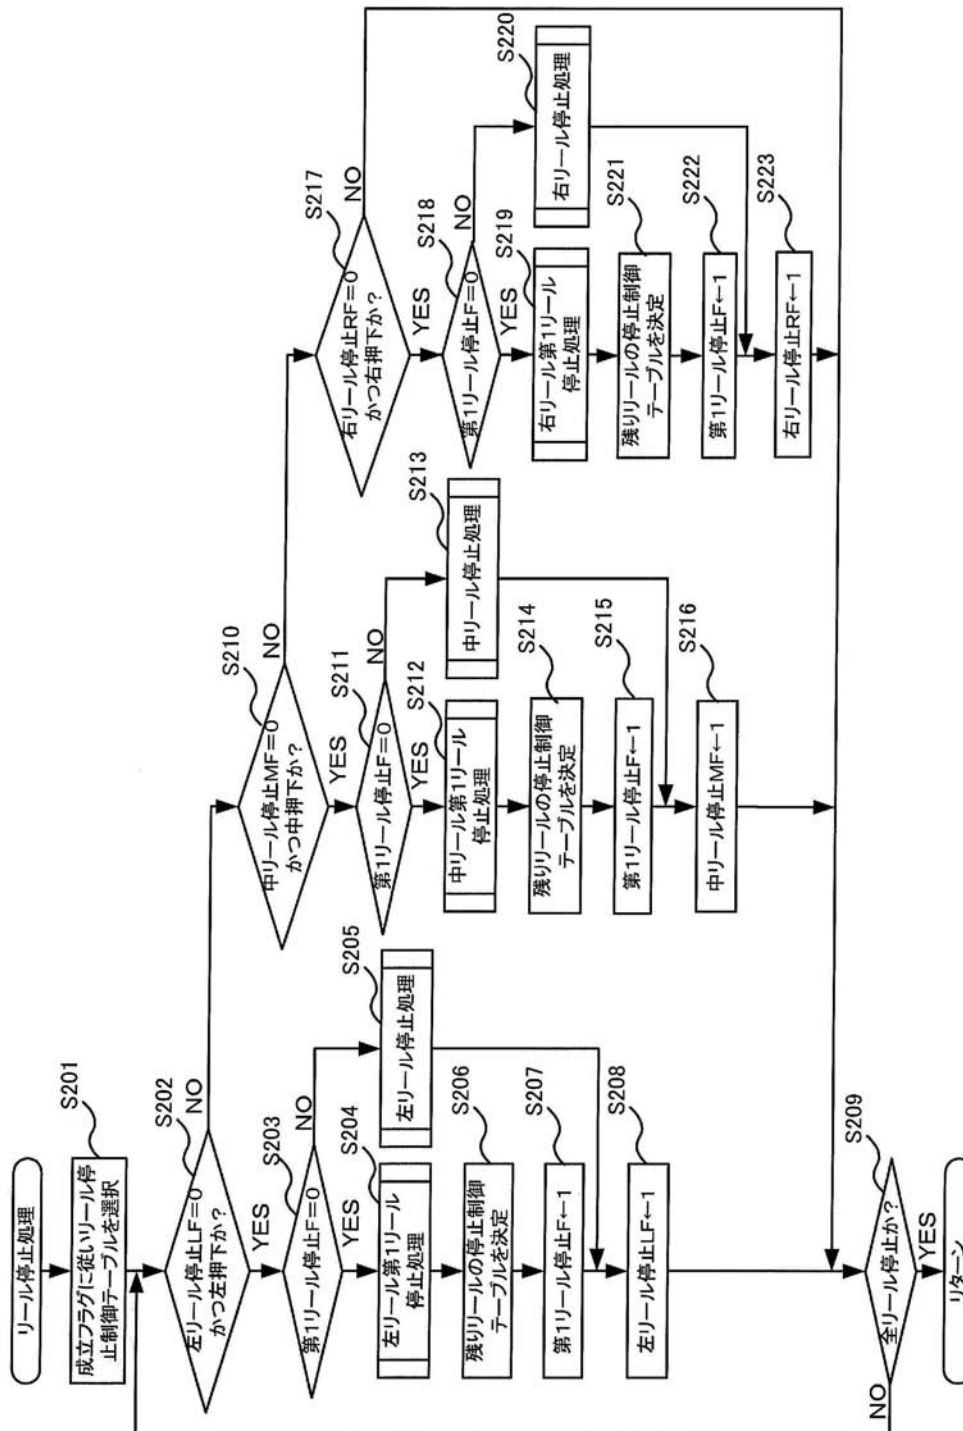 リール停止処理
S201
成立フラグに従いリール停
止制御テーブルを選択
S202
左リール停止LF=0
かつ左押下か?
NO
YES
S203
第1リール停止F=0
NO
YES
S204
左リール第1リール
停止処理
S205
左リール停止処理
S206
残りリールの停止制御
テーブルを決定
S207
第1リール停止F←1
S208
左リール停止LF←1
S209
全リール停止か?
NO
YES
リターン
S210
中リール停止MF=0
かつ中押下か?
NO
YES
S211
第1リール停止F=0
NO
YES
S212
中リール第1リール
停止処理
S213
中リール停止処理
S214
残りリールの停止制御
テーブルを決定
S215
第1リール停止F←1
S216
中リール停止MF←1
S217
右リール停止RF=0
かつ右押下か?
NO
YES
S218
第1リール停止F=0
NO
YES
S219
右リール第1リール
停止処理
S220
右リール停止処理
S221
残りリールの停止制御
テーブルを決定
S222
第1リール停止F←1
S223
右リール停止RF←1